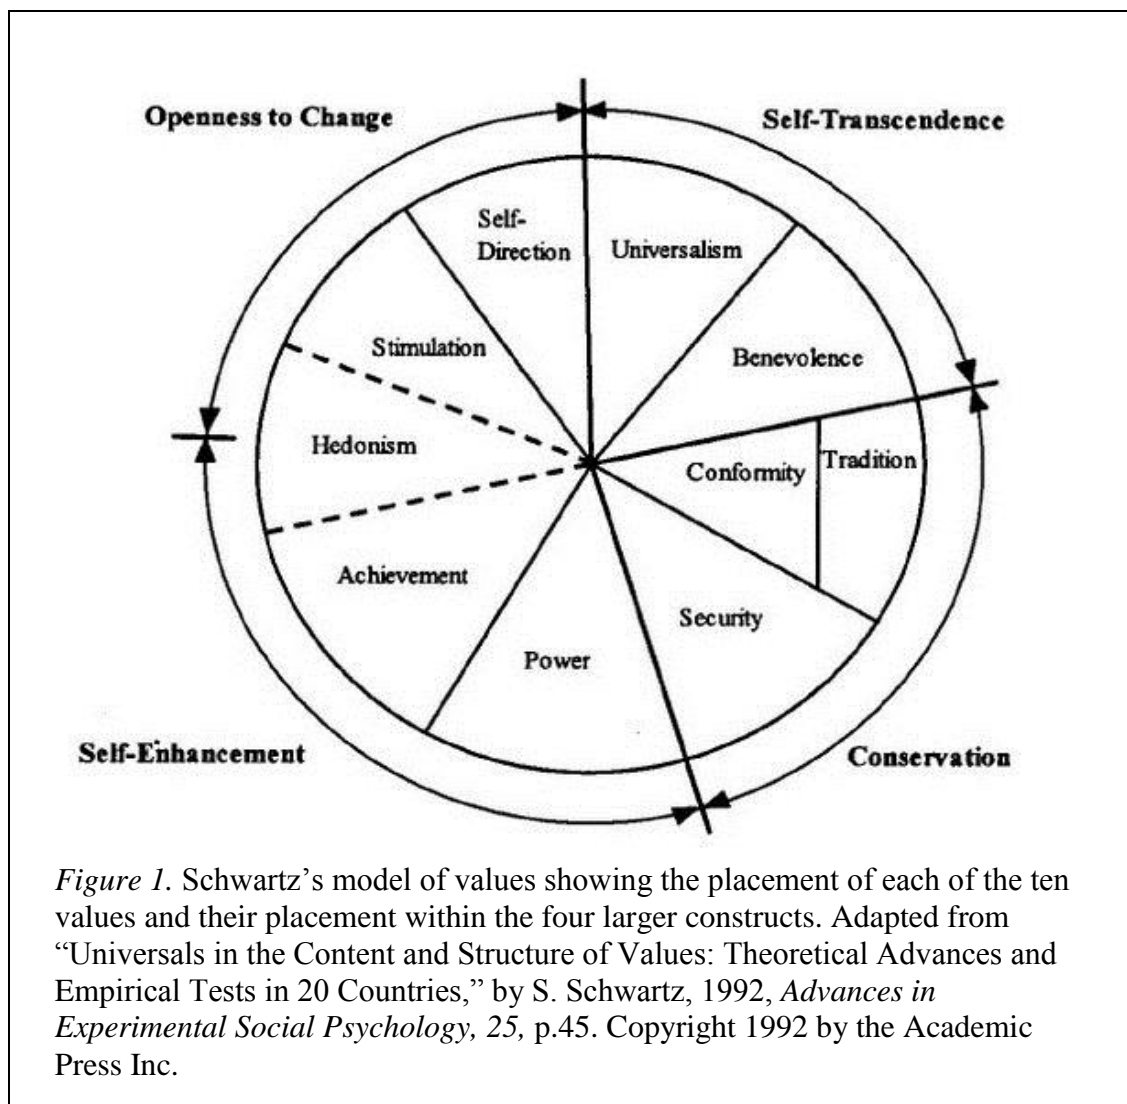 Openness to Change
Self-Transcendence
Self-
Direction
Universalism
Stimulation
Benevolence
Hedonism
Conformity
Tradition
Achievement
Security
Power
Self-Enhancement
Conservation
Figure 1. Schwartz’s model of values showing the placement of each of the ten
values and their placement within the four larger constructs. Adapted from
“Universals in the Content and Structure of Values: Theoretical Advances and
Empirical Tests in 20 Countries,” by S. Schwartz, 1992, Advances in
Experimental Social Psychology, 25, p.45. Copyright 1992 by the Academic
Press Inc.